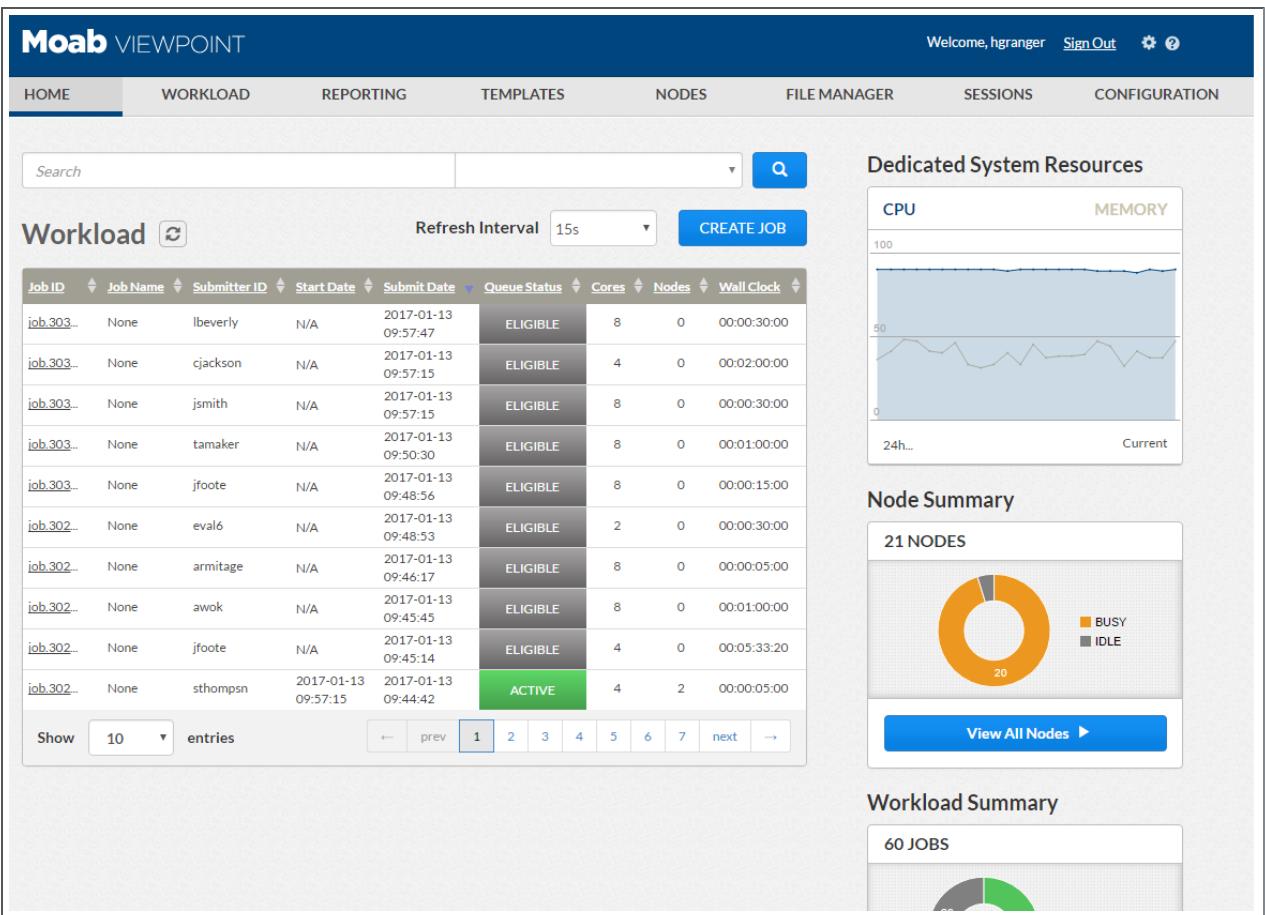 Moab VIEWPOINT
Welcome, hgranger Sign Out
HOME WORKLOAD REPORTING TEMPLATES NODES FILE MANAGER SESSIONS CONFIGURATION
Search
Workload
Refresh Interval 15s CREATE JOB
Job ID Job Name Submitter ID Start Date Submit Date Queue Status Cores Nodes Wall Clock
job.303... None lbeverly N/A 2017-01-13 09:57:47 ELIGIBLE 8 0 00:00:30:00
job.303... None cjackson N/A 2017-01-13 09:57:15 ELIGIBLE 4 0 00:02:00:00
job.303... None jsmith N/A 2017-01-13 09:57:15 ELIGIBLE 8 0 00:00:30:00
job.303... None tamaker N/A 2017-01-13 09:50:30 ELIGIBLE 8 0 00:01:00:00
job.303... None jfoote N/A 2017-01-13 09:48:56 ELIGIBLE 8 0 00:00:15:00
job.302... None eval6 N/A 2017-01-13 09:48:53 ELIGIBLE 2 0 00:00:30:00
job.302... None armitage N/A 2017-01-13 09:46:17 ELIGIBLE 8 0 00:00:05:00
job.302... None awok N/A 2017-01-13 09:45:45 ELIGIBLE 8 0 00:01:00:00
job.302... None jfoote N/A 2017-01-13 09:45:14 ELIGIBLE 4 0 00:05:33:20
job.302... None sthompsn 2017-01-13 09:57:15 2017-01-13 09:44:42 ACTIVE 4 2 00:00:05:00
Show 10 entries
← prev 1 2 3 4 5 6 7 next →
Dedicated System Resources
CPU MEMORY
100
50
0
24h... Current
Node Summary
21 NODES
BUSY
IDLE
20
View All Nodes
Workload Summary
60 JOBS